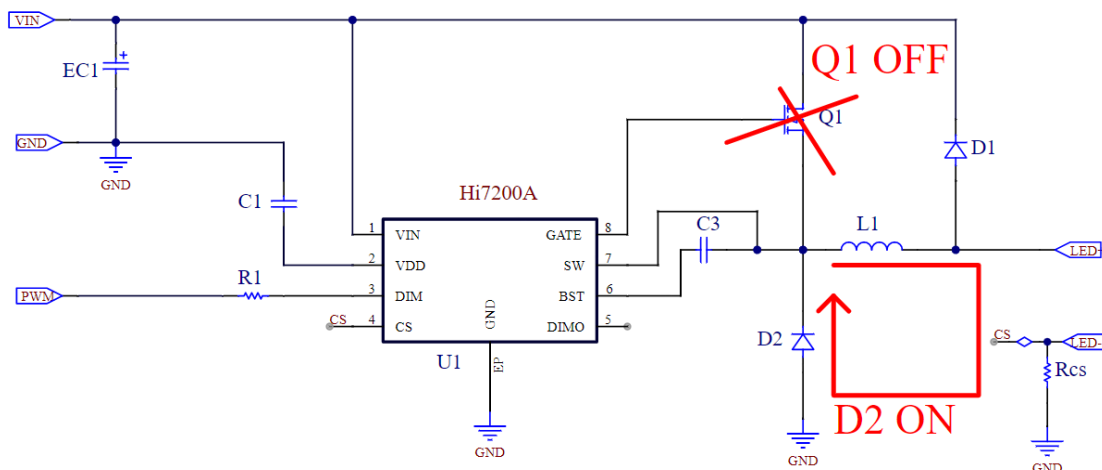 VIN
EC1
+
Q1 OFF
Q1
GND
GND
D1
C1
Hi7200A
C3
L1
1 VIN GATE 8
2 VDD SW 7
3 DIM BST 6
4 CS GND DIMO 5
R1
PWM
CS
LED-
U1
EP
D2
CS
LED-
Rcs
D2 ON
GND
GND
GND